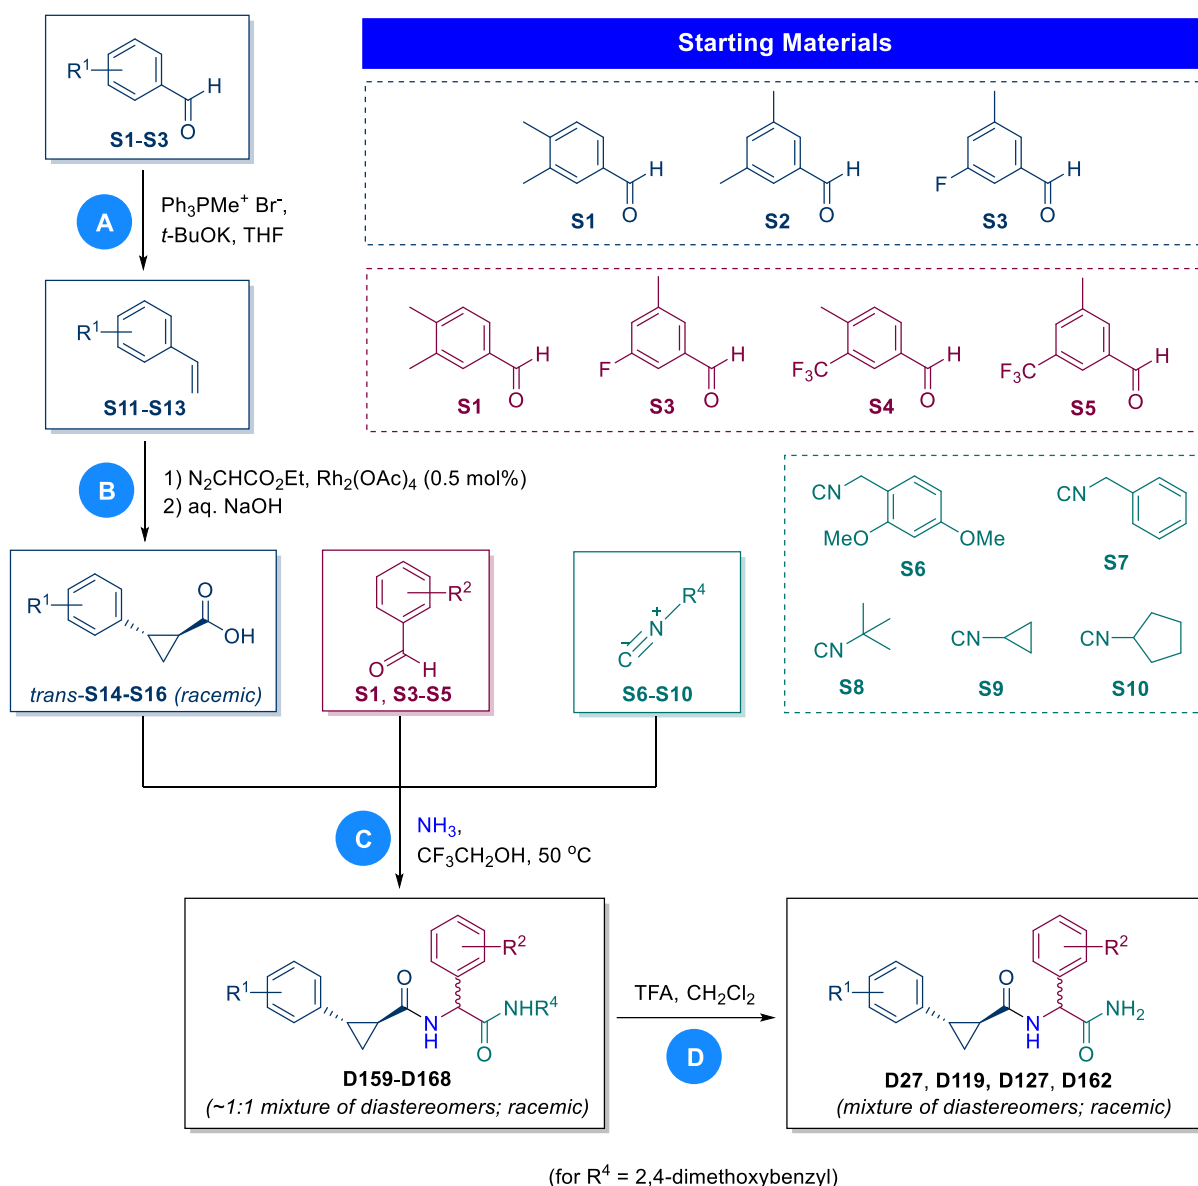 Starting Materials
R¹
H
O
S1-S3
A
Ph₃PMe⁺ Br⁻,
t-BuOK, THF
R¹
S11-S13
B
1) N₂CHCO₂Et, Rh₂(OAc)₄ (0.5 mol%)
2) aq. NaOH
H
O
S1
H
O
S2
F
H
O
S3
H
O
S1
F
H
O
S3
F₃C
H
O
S4
F₃C
H
O
S5
CN
MeO
OMe
S6
CN
S7
CN
S8
CN
S9
CN
S10
R¹
O
OH
trans-S14-S16 (racemic)
R²
O
H
S1, S3-S5
R⁴
+
N
−
C
S6-S10
C
NH₃,
CF₃CH₂OH, 50 °C
R¹
O
N
H
R²
NHR⁴
O
D159-D168
(~1:1 mixture of diastereomers; racemic)
TFA, CH₂Cl₂
D
R¹
O
N
H
R²
NH₂
O
D27, D119, D127, D162
(mixture of diastereomers; racemic)
(for R⁴ = 2,4-dimethoxybenzyl)